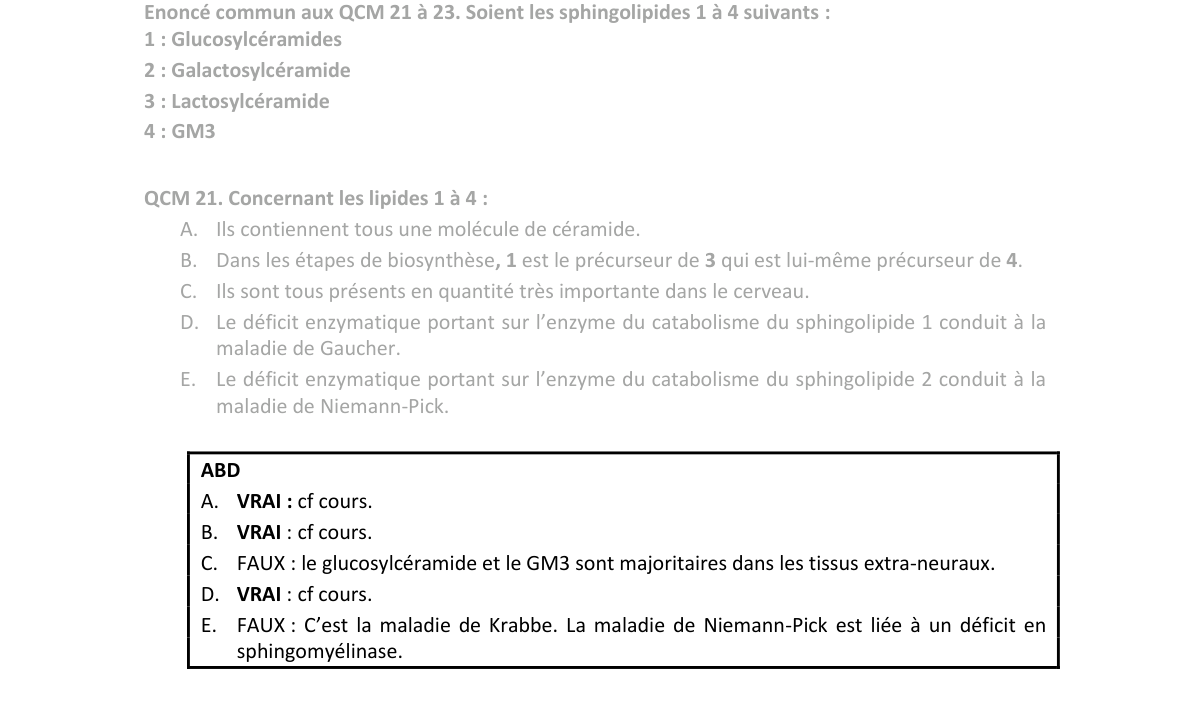 Enoncé commun aux QCM 21 à 23. Soient les sphingolipides 1 à 4 suivants :
1 : Glucosylcéramides
2 : Galactosylcéramide
3 : Lactosylcéramide
4 : GM3
QCM 21. Concernant les lipides 1 à 4 :
A. Ils contiennent tous une molécule de céramide.
B. Dans les étapes de biosynthèse, 1 est le précurseur de 3 qui est lui-même précurseur de 4.
C. Ils sont tous présents en quantité très importante dans le cerveau.
D. Le déficit enzymatique portant sur l’enzyme du catabolisme du sphingolipide 1 conduit à la
maladie de Gaucher.
E. Le déficit enzymatique portant sur l’enzyme du catabolisme du sphingolipide 2 conduit à la
maladie de Niemann-Pick.
ABD
A. VRAI : cf cours.
B. VRAI : cf cours.
C. FAUX : le glucosylcéramide et le GM3 sont majoritaires dans les tissus extra-neuraux.
D. VRAI : cf cours.
E. FAUX : C’est la maladie de Krabbe. La maladie de Niemann-Pick est liée à un déficit en
sphingomyélinase.